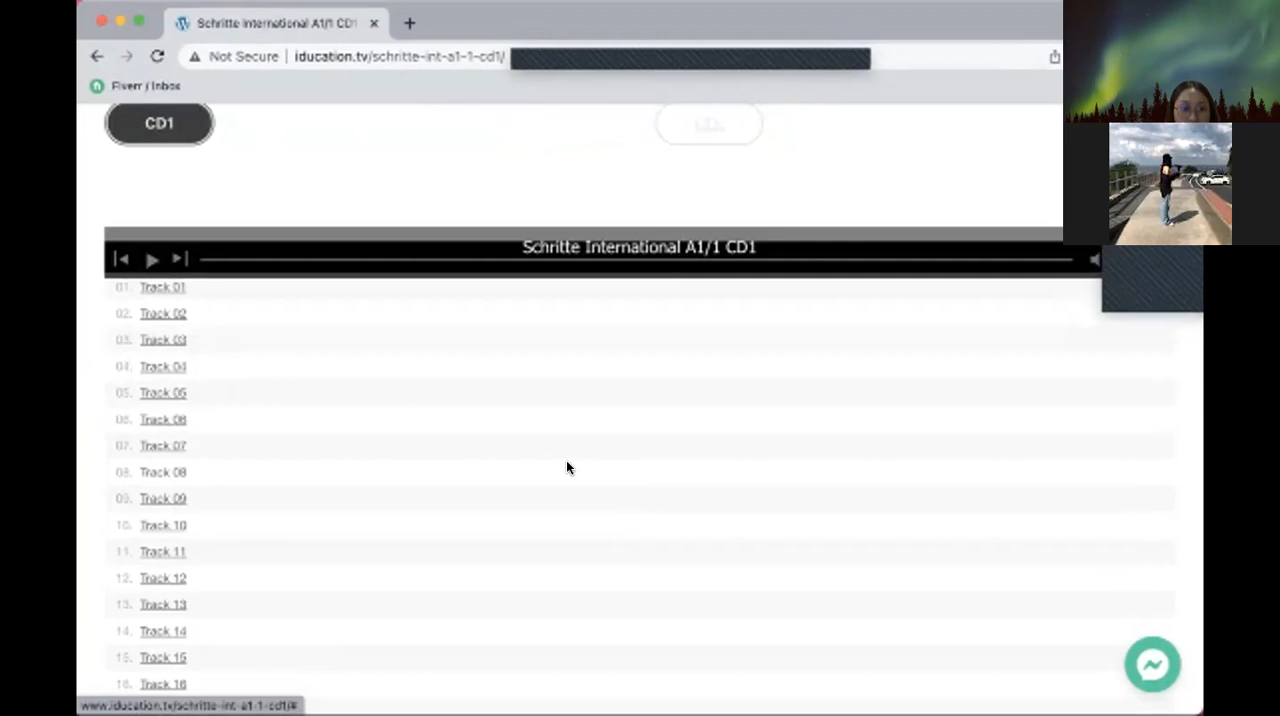 Schritte International A1/1 CD1
Not Secure
iducation.tv/schritte-int-a1-1-cd1/
Fiverr / Inbox
CD1
Schritte International A1/1 CD1
01. Track 01
02. Track 02
03. Track 03
04. Track 04
05. Track 05
06. Track 06
07. Track 07
08. Track 08
09. Track 09
10. Track 10
11. Track 11
12. Track 12
13. Track 13
14. Track 14
15. Track 15
16. Track 16
www.iducation.tv/schritte-int-a1-1-cd1/#